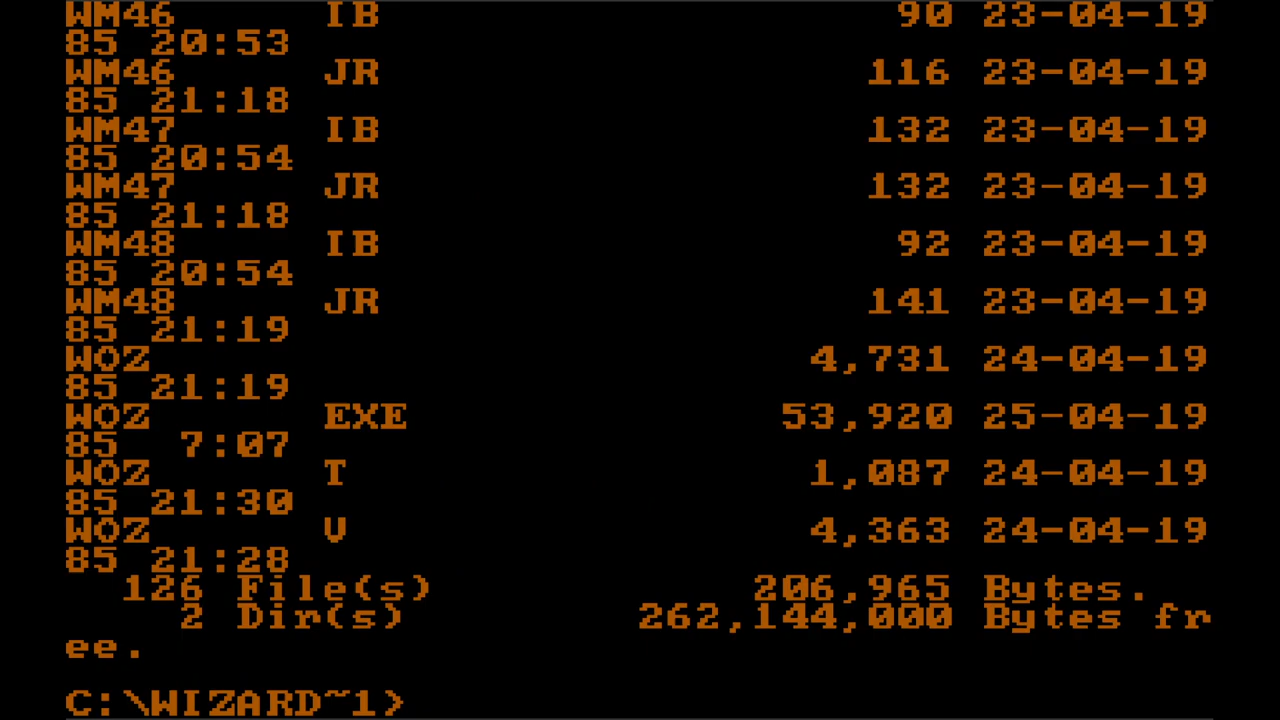 WM46     IB                  90 23-04-19
85 20:53
WM46     JR                 116 23-04-19
85 21:18
WM47     IB                 132 23-04-19
85 20:54
WM47     JR                 132 23-04-19
85 21:18
WM48     IB                  92 23-04-19
85 20:54
WM48     JR                 141 23-04-19
85 21:19
WOZ                       4,731 24-04-19
85 21:19
WOZ      EXE             53,920 25-04-19
85  7:07
WOZ      T                1,087 24-04-19
85 21:30
WOZ      V                4,363 24-04-19
85 21:28
  126 File(s)           206,965 Bytes.
    2 Dir(s)        262,144,000 Bytes fr
ee.
C:\WIZARD~1>